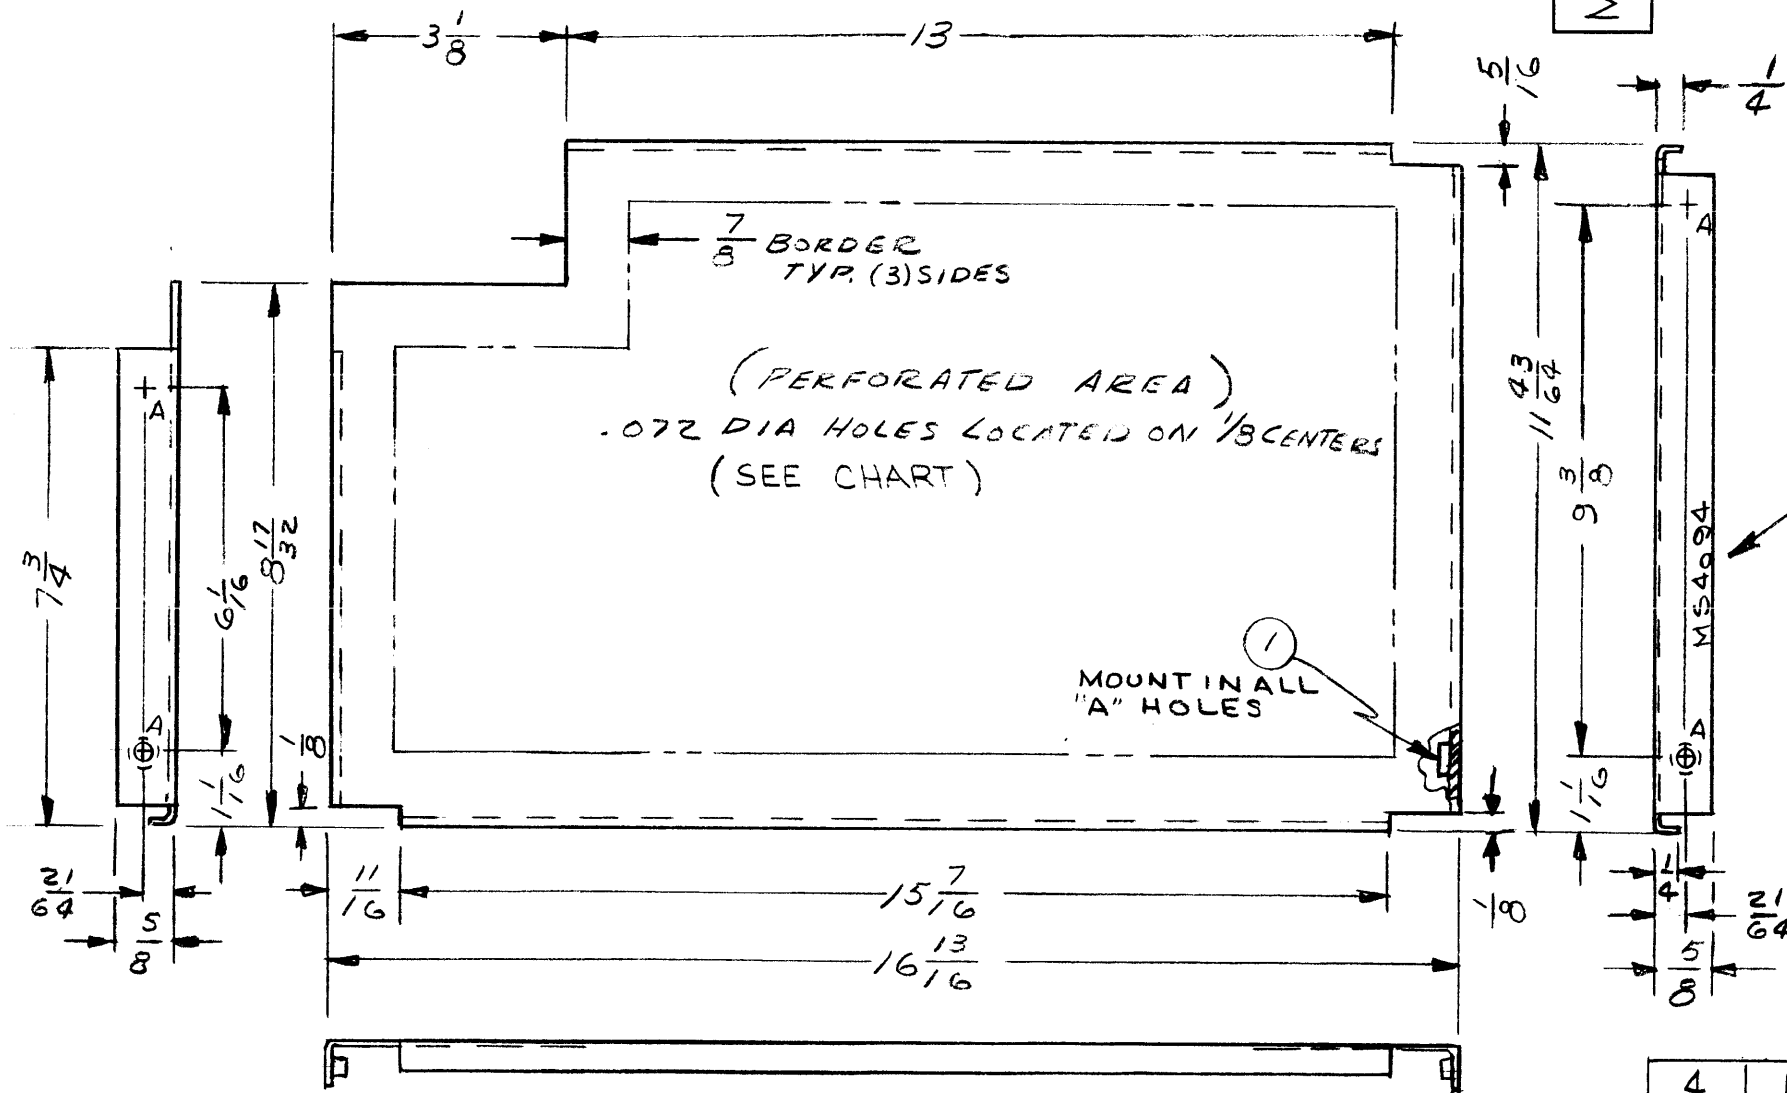 M
3 1/8
13
5/16
1/4
7/8 BORDER
TYP. (3) SIDES
A
A
(PERFORATED AREA)
.072 DIA HOLES LOCATED ON 1/8 CENTERS
(SEE CHART)
11 43/64
9 3/8
7 3/4
6 1/16
8 17/32
MS4094
1
MOUNT IN ALL
"A" HOLES
A
A
1 1/16
1/8
1 1/16
21/64
5/8
11/16
15 7/16
1/8
1/4
21/64
5/8
16 13/16
4